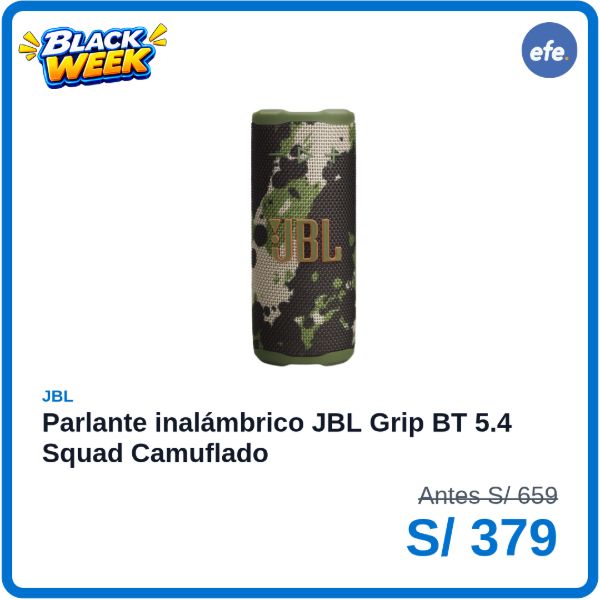 BLACK
WEEK
efe.
JBL
JBL
Parlante inalámbrico JBL Grip BT 5.4
Squad Camuflado
Antes S/ 659
S/ 379